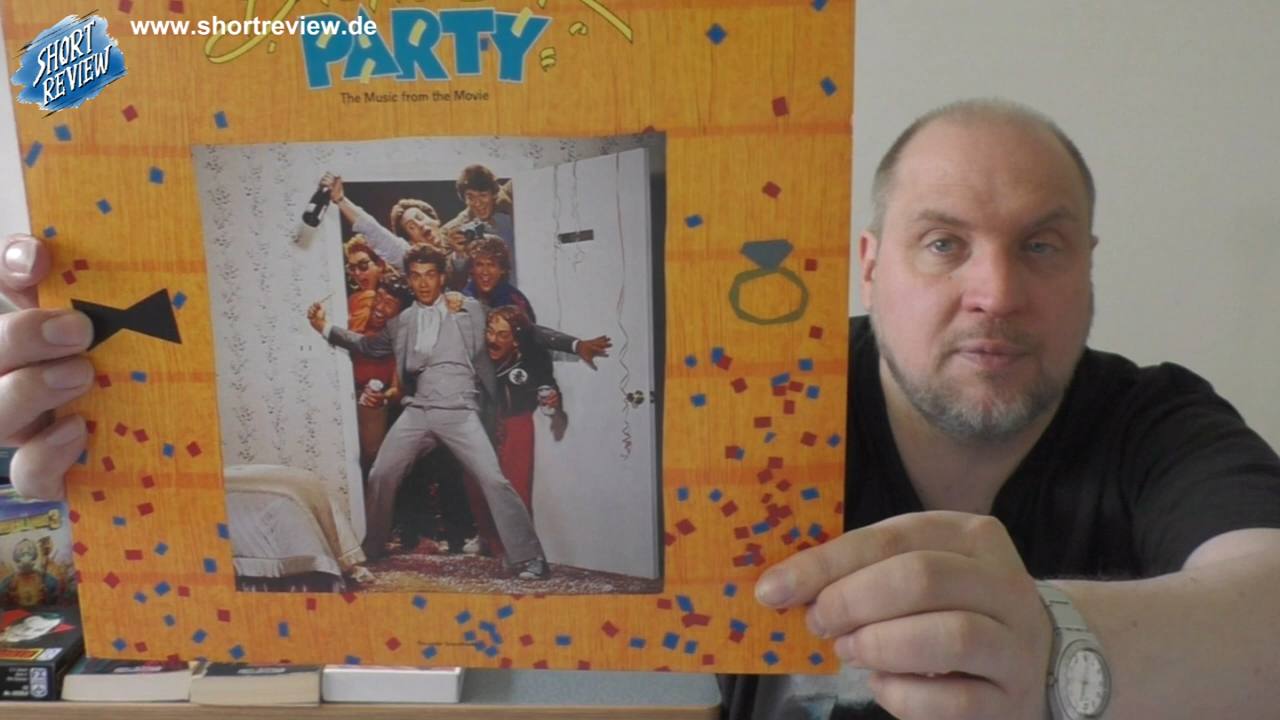 www.shortreview.de
SHORT
REVIEW
PARTY
The Music from the Movie